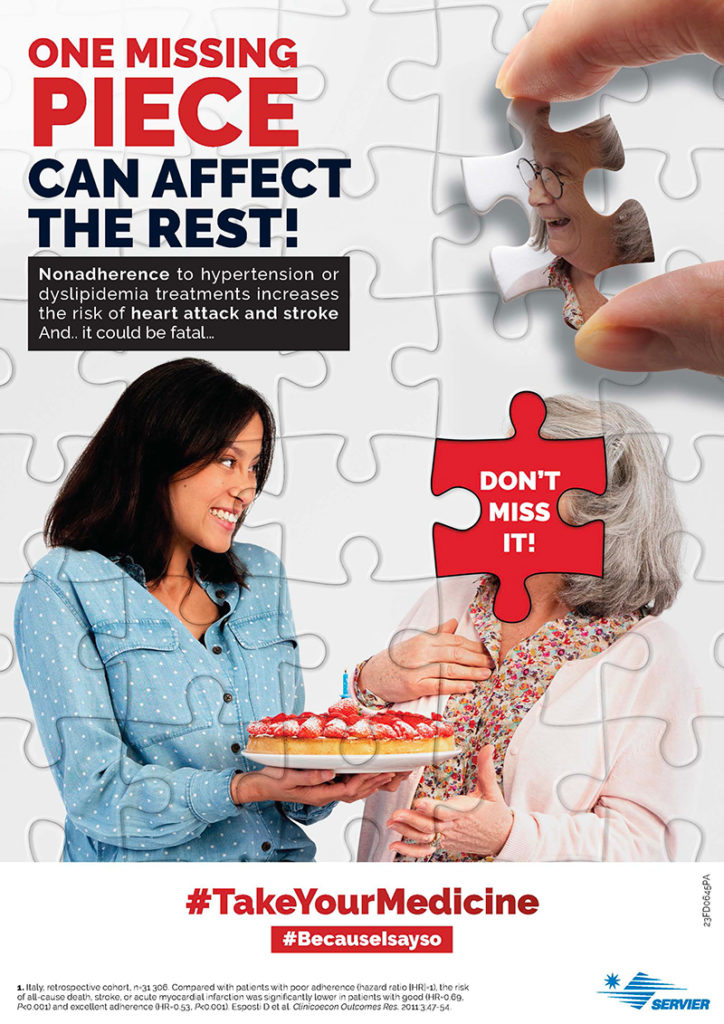 ONE MISSING
PIECE
CAN AFFECT
THE REST!
Nonadherence to hypertension or
dyslipidemia treatments increases
the risk of heart attack and stroke
And.. it could be fatal...
DON'T
MISS
IT!
#TakeYourMedicine
#BecauseIsayso
23FD0645PA
1. Italy, retrospective cohort, n-31 306. Compared with patients with poor adherence (hazard ratio [HR]-1), the risk
of all-cause death, stroke, or acute myocardial infarction was significantly lower in patients with good (HR-0.69,
P<0.001) and excellent adherence (HR-0.53, P<0.001). Esposti D et al. Clinicoecon Outcomes Res. 2011 3:47-54.
SERVIER